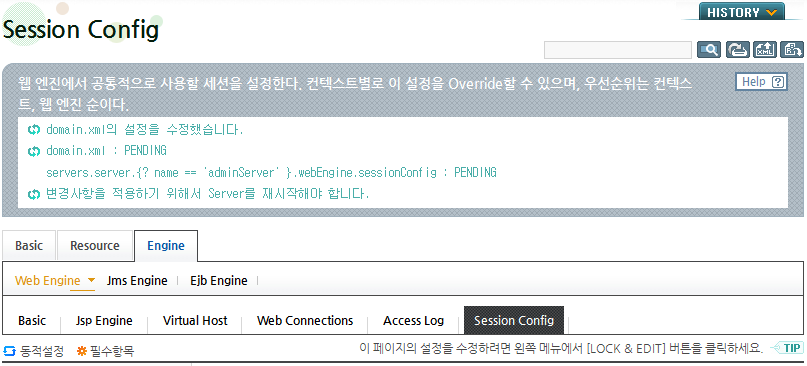 HISTORY
Session Config
XML
웹 엔진에서 공통적으로 사용할 세션을 설정한다. 컨텍스트별로 이 설정을 Override할 수 있으며, 우선순위는 컨텍스
트, 웹 엔진 순이다.
Help ?
domain.xml의 설정을 수정했습니다.
domain.xml : PENDING
servers.server.{? name == 'adminServer' }.webEngine.sessionConfig : PENDING
변경사항을 적용하기 위해서 Server를 재시작해야 합니다.
Basic Resource Engine
Web Engine Jms Engine Ejb Engine
Basic Jsp Engine Virtual Host Web Connections Access Log Session Config
동적설정 필수항목 이 페이지의 설정을 수정하려면 왼쪽 메뉴에서 [LOCK & EDIT] 버튼을 클릭하세요. TIP